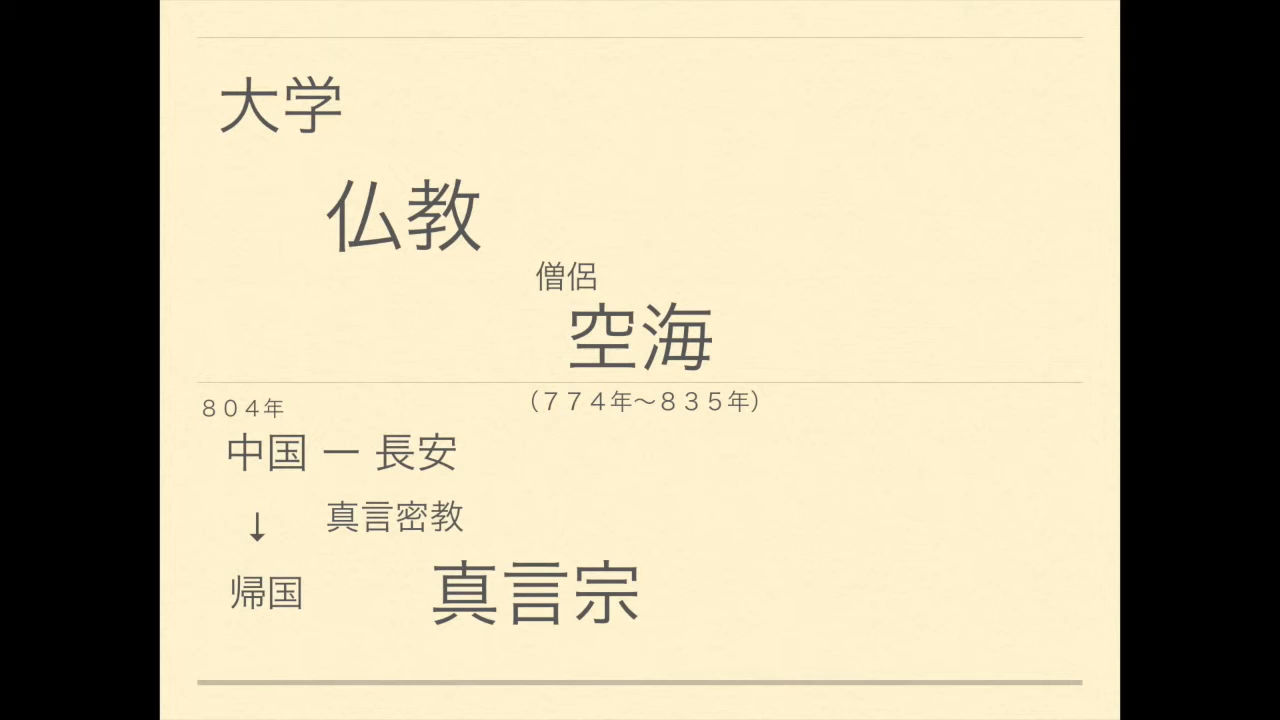 大学
仏教
僧侶
空海
(７７４年〜８３５年)
８０４年
中国 ー 長安
↓ 真言密教
帰国
真言宗